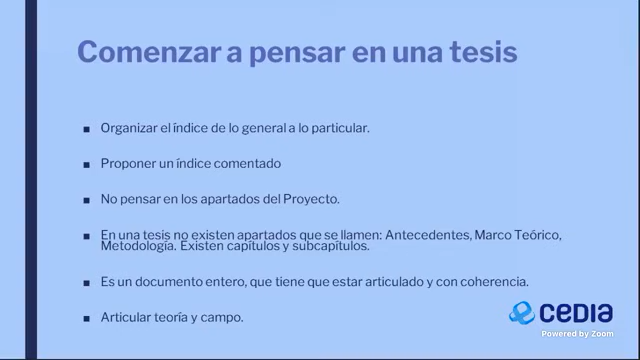 Comenzar a pensar en una tesis
▪ Organizar el índice de lo general a lo particular.
▪ Proponer un índice comentado
▪ No pensar en los apartados del Proyecto.
▪ En una tesis no existen apartados que se llamen: Antecedentes, Marco Teórico,
Metodología. Existen capítulos y subcapítulos.
▪ Es un documento entero, que tiene que estar articulado y con coherencia.
▪ Articular teoría y campo.
CEDIA
Powered by Zoom